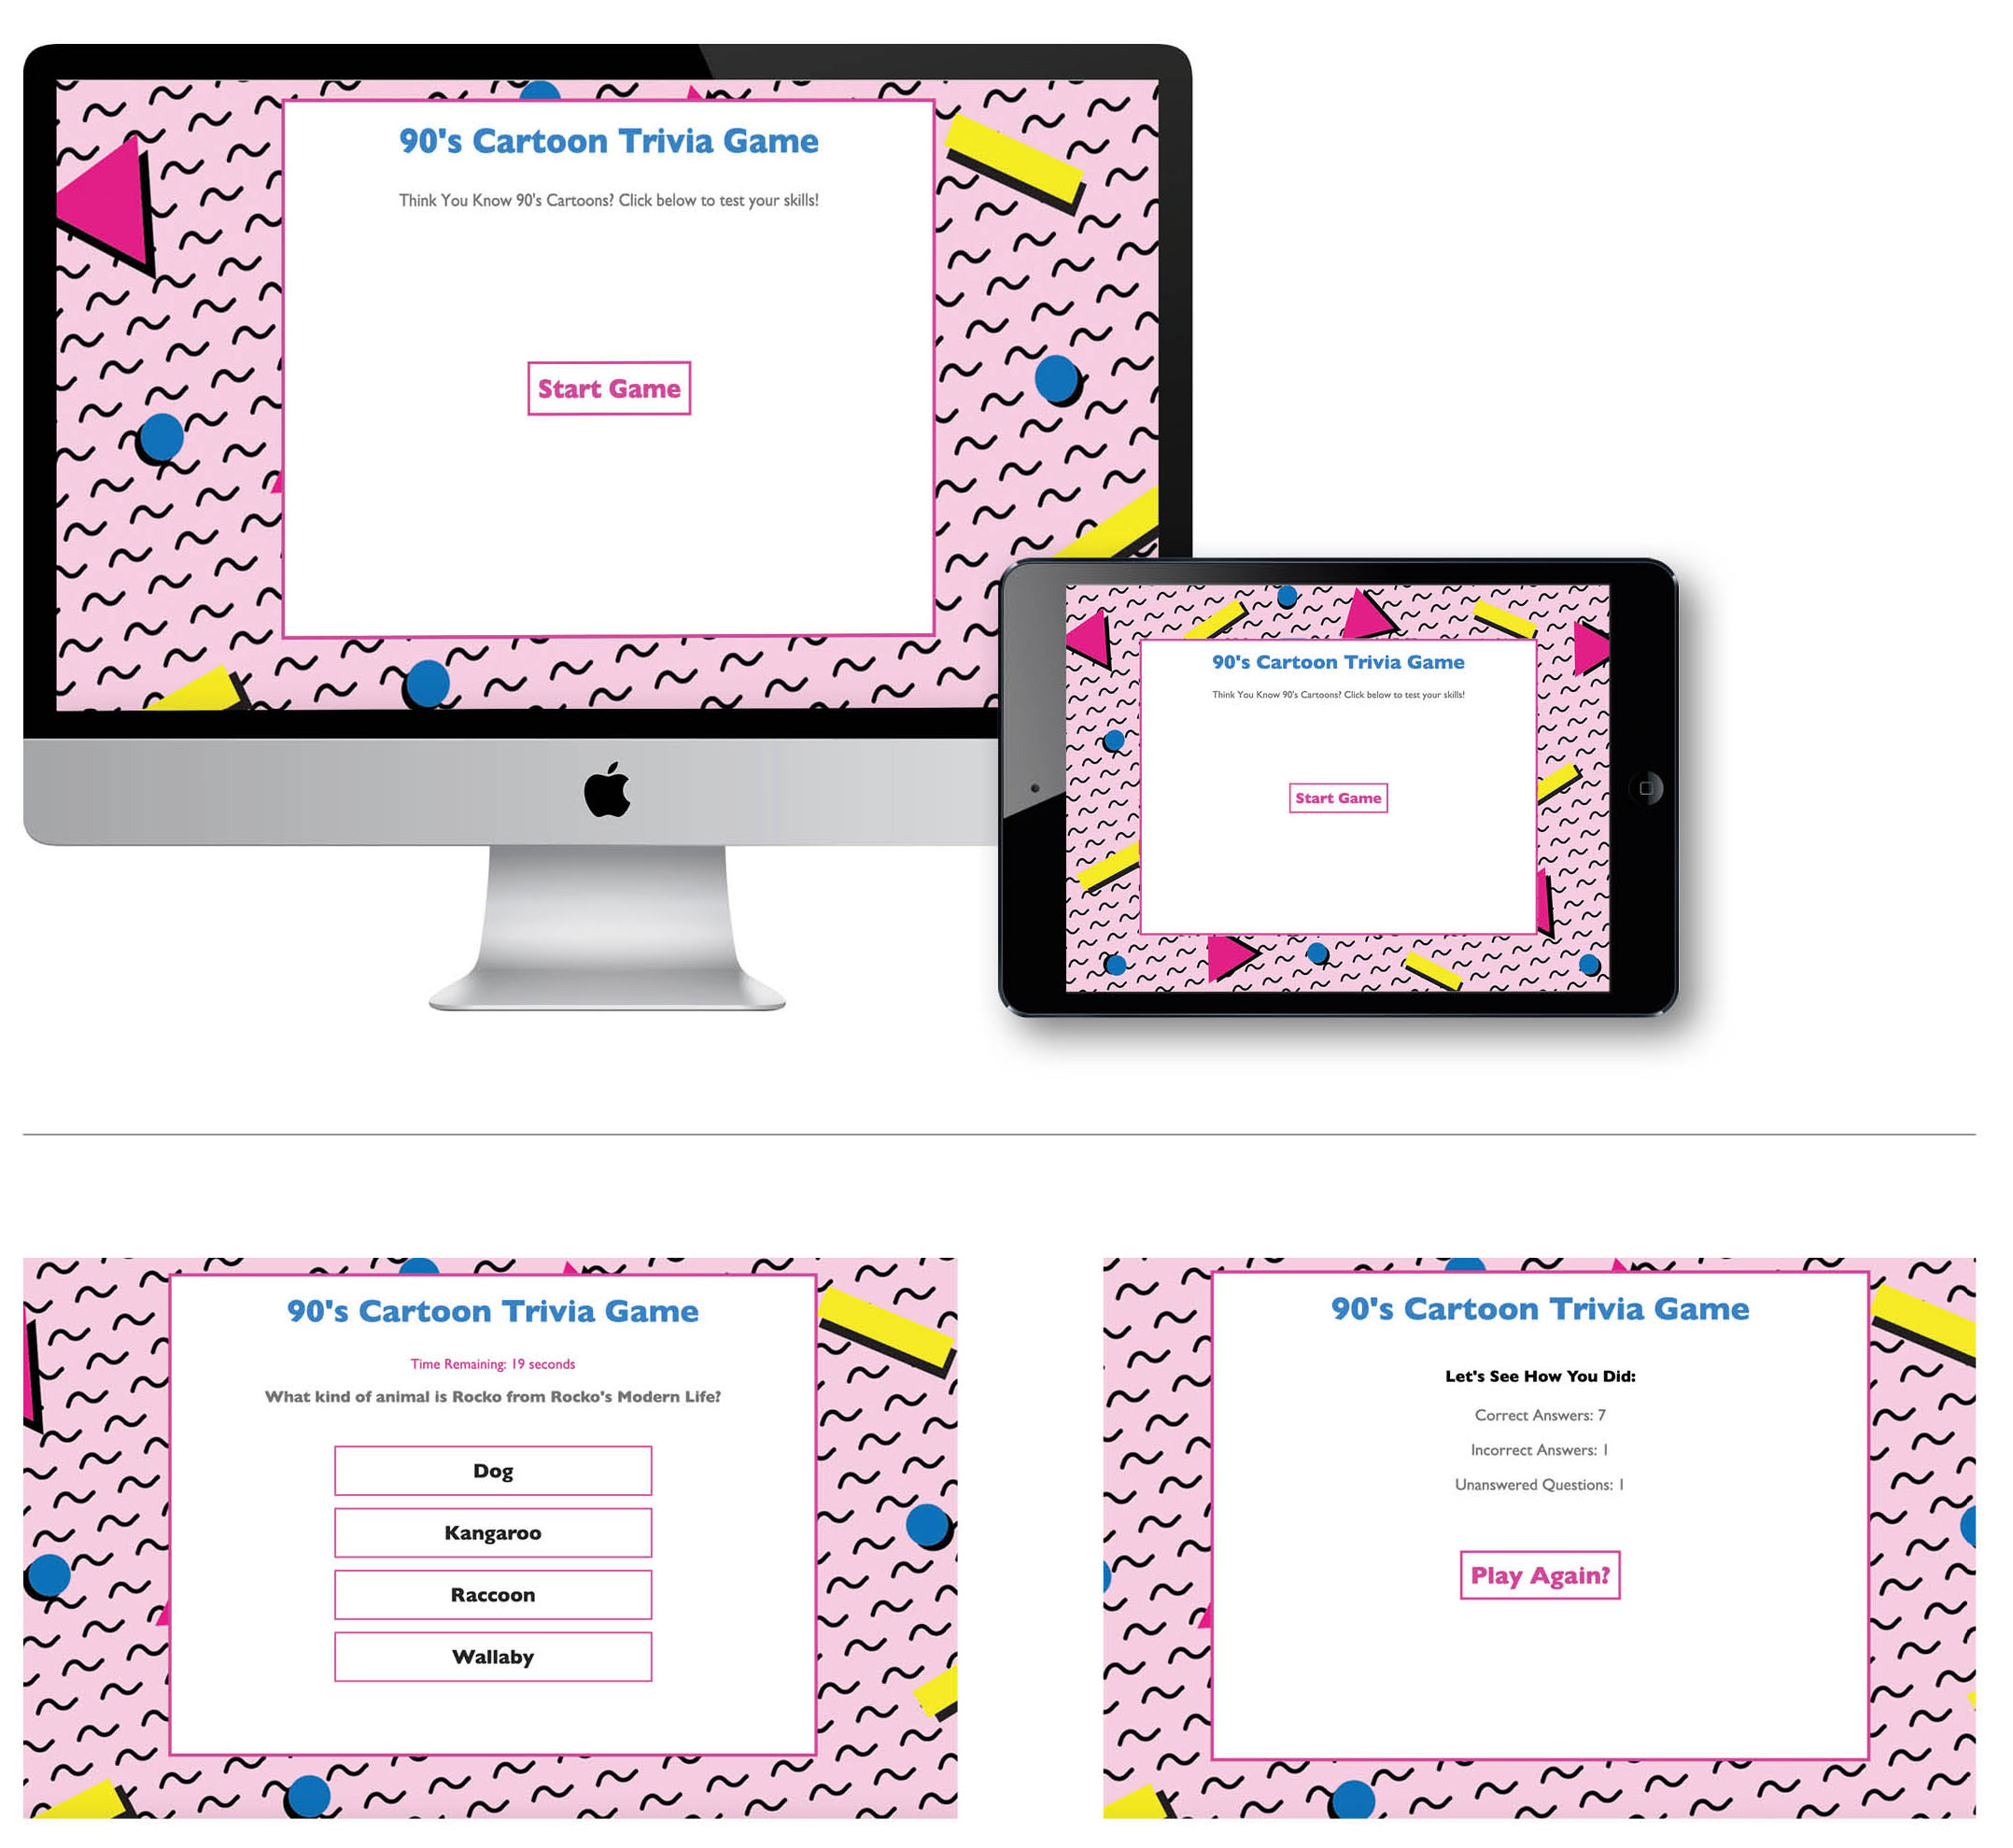 90's Cartoon Trivia Game
Think You Know 90's Cartoons? Click below to test your skills!
Start Game
90's Cartoon Trivia Game
Think You Know 90's Cartoons? Click below to test your skills!
Start Game
90's Cartoon Trivia Game
Time Remaining: 19 seconds
What kind of animal is Rocko from Rocko's Modern Life?
Dog
Kangaroo
Raccoon
Wallaby
90's Cartoon Trivia Game
Let's See How You Did:
Correct Answers: 7
Incorrect Answers: 1
Unanswered Questions: 1
Play Again?